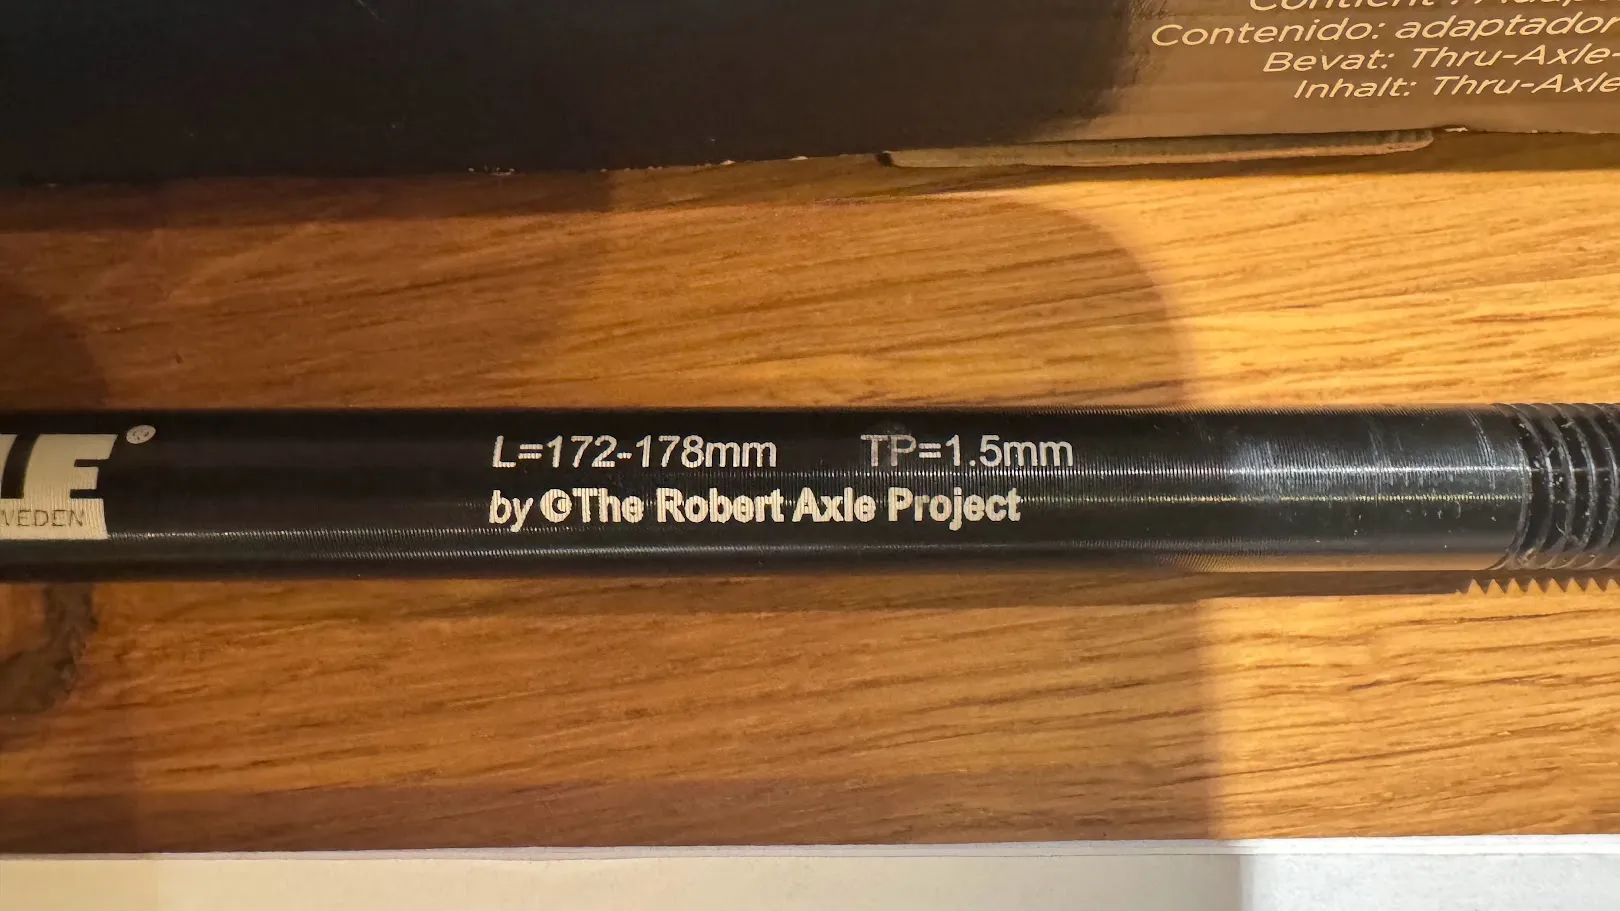 Contenido: adaptador
Bevat: Thru-Axle-
Inhalt: Thru-Axle
L=172-178mm TP=1.5mm
by ©The Robert Axle Project